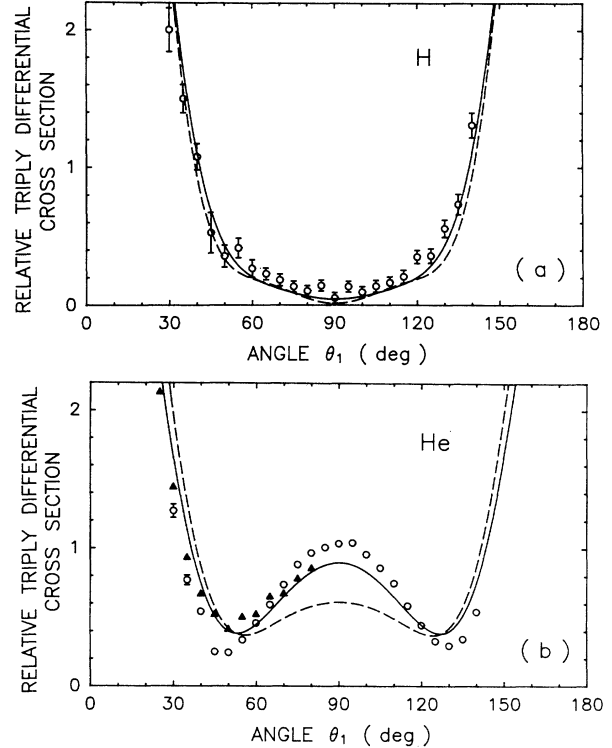 RELATIVE TRIPLY DIFFERENTIAL
CROSS SECTION
2
1
0
H
( a )
0 30 60 90 120 150 180
ANGLE θ1 ( deg )
RELATIVE TRIPLY DIFFERENTIAL
CROSS SECTION
2
1
0
He
( b )
0 30 60 90 120 150 180
ANGLE θ1 ( deg )